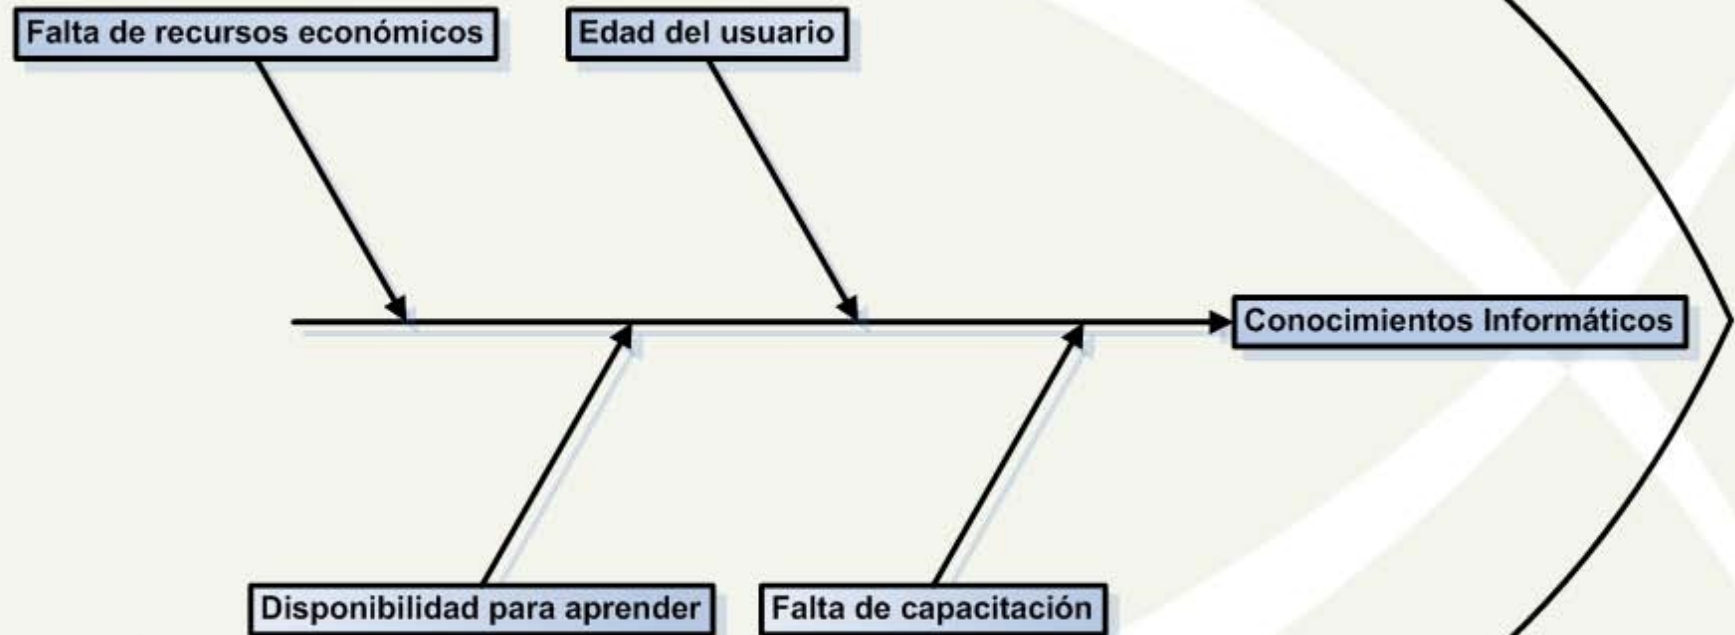 Falta de recursos económicos
Edad del usuario
Conocimientos Informáticos
Disponibilidad para aprender
Falta de capacitación